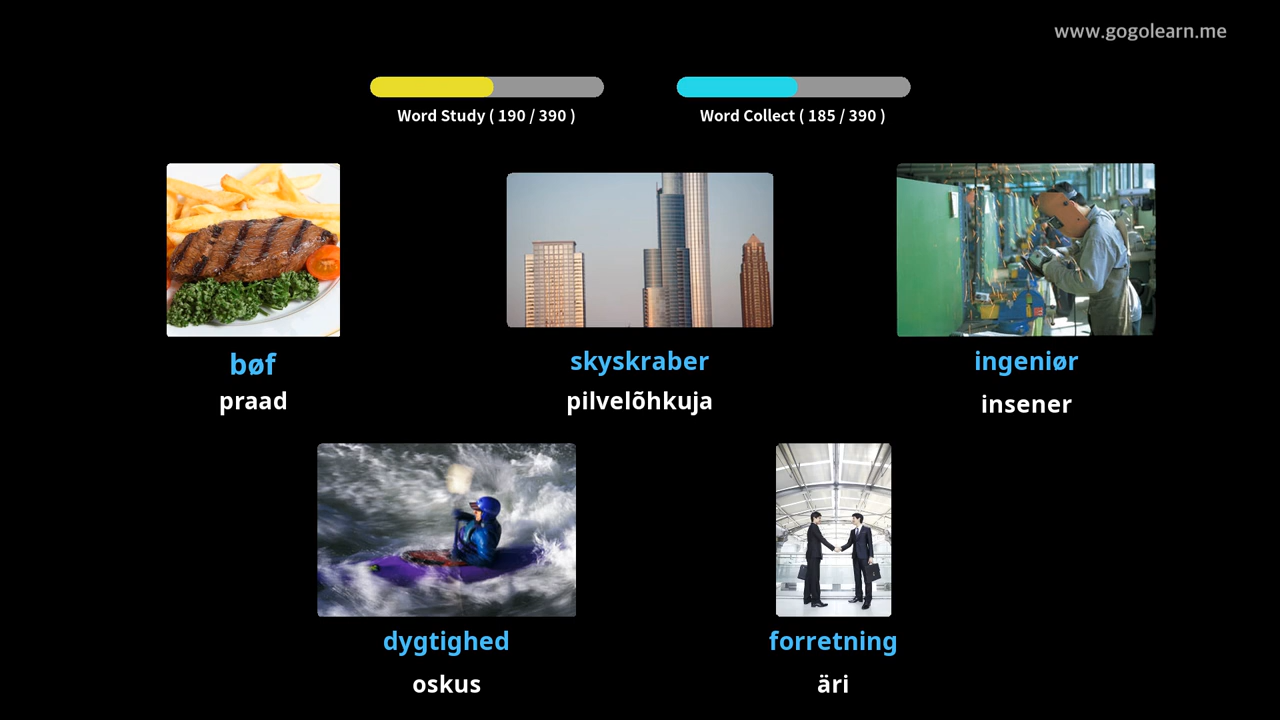 www.gogolearn.me
Word Study ( 190 / 390 )
Word Collect ( 185 / 390 )
bøf
praad
skyskraber
pilvelõhkuja
ingeniør
insener
dygtighed
oskus
forretning
äri